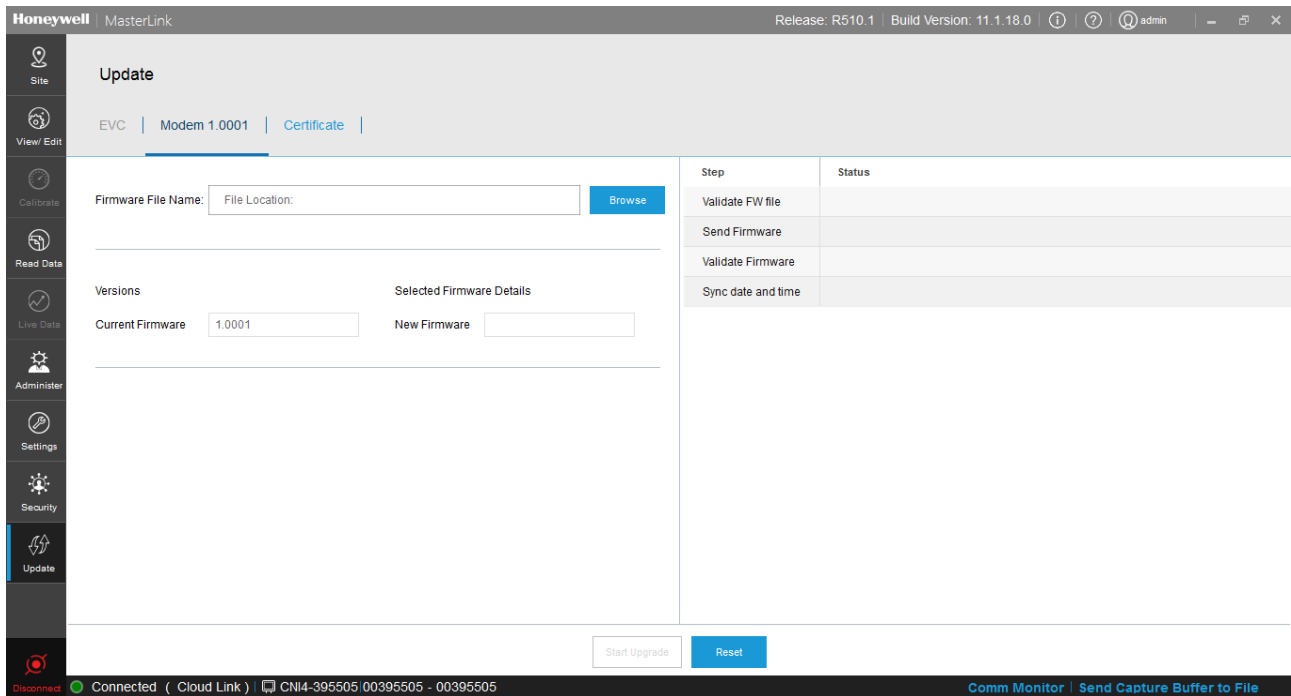 Honeywell | MasterLink
Release: R510.1 | Build Version: 11.1.18.0
admin
Site
View/ Edit
Calibrate
Read Data
Live Data
Administer
Settings
Security
Update
Disconnect
Update
EVC | Modem 1.0001 | Certificate |
Firmware File Name: File Location: Browse
Versions
Selected Firmware Details
Current Firmware 1.0001
New Firmware
Step Status
Validate FW file
Send Firmware
Validate Firmware
Sync date and time
Start Upgrade
Reset
Connected ( Cloud Link ) | CNI4-395505|00395505 - 00395505
Comm Monitor | Send Capture Buffer to File